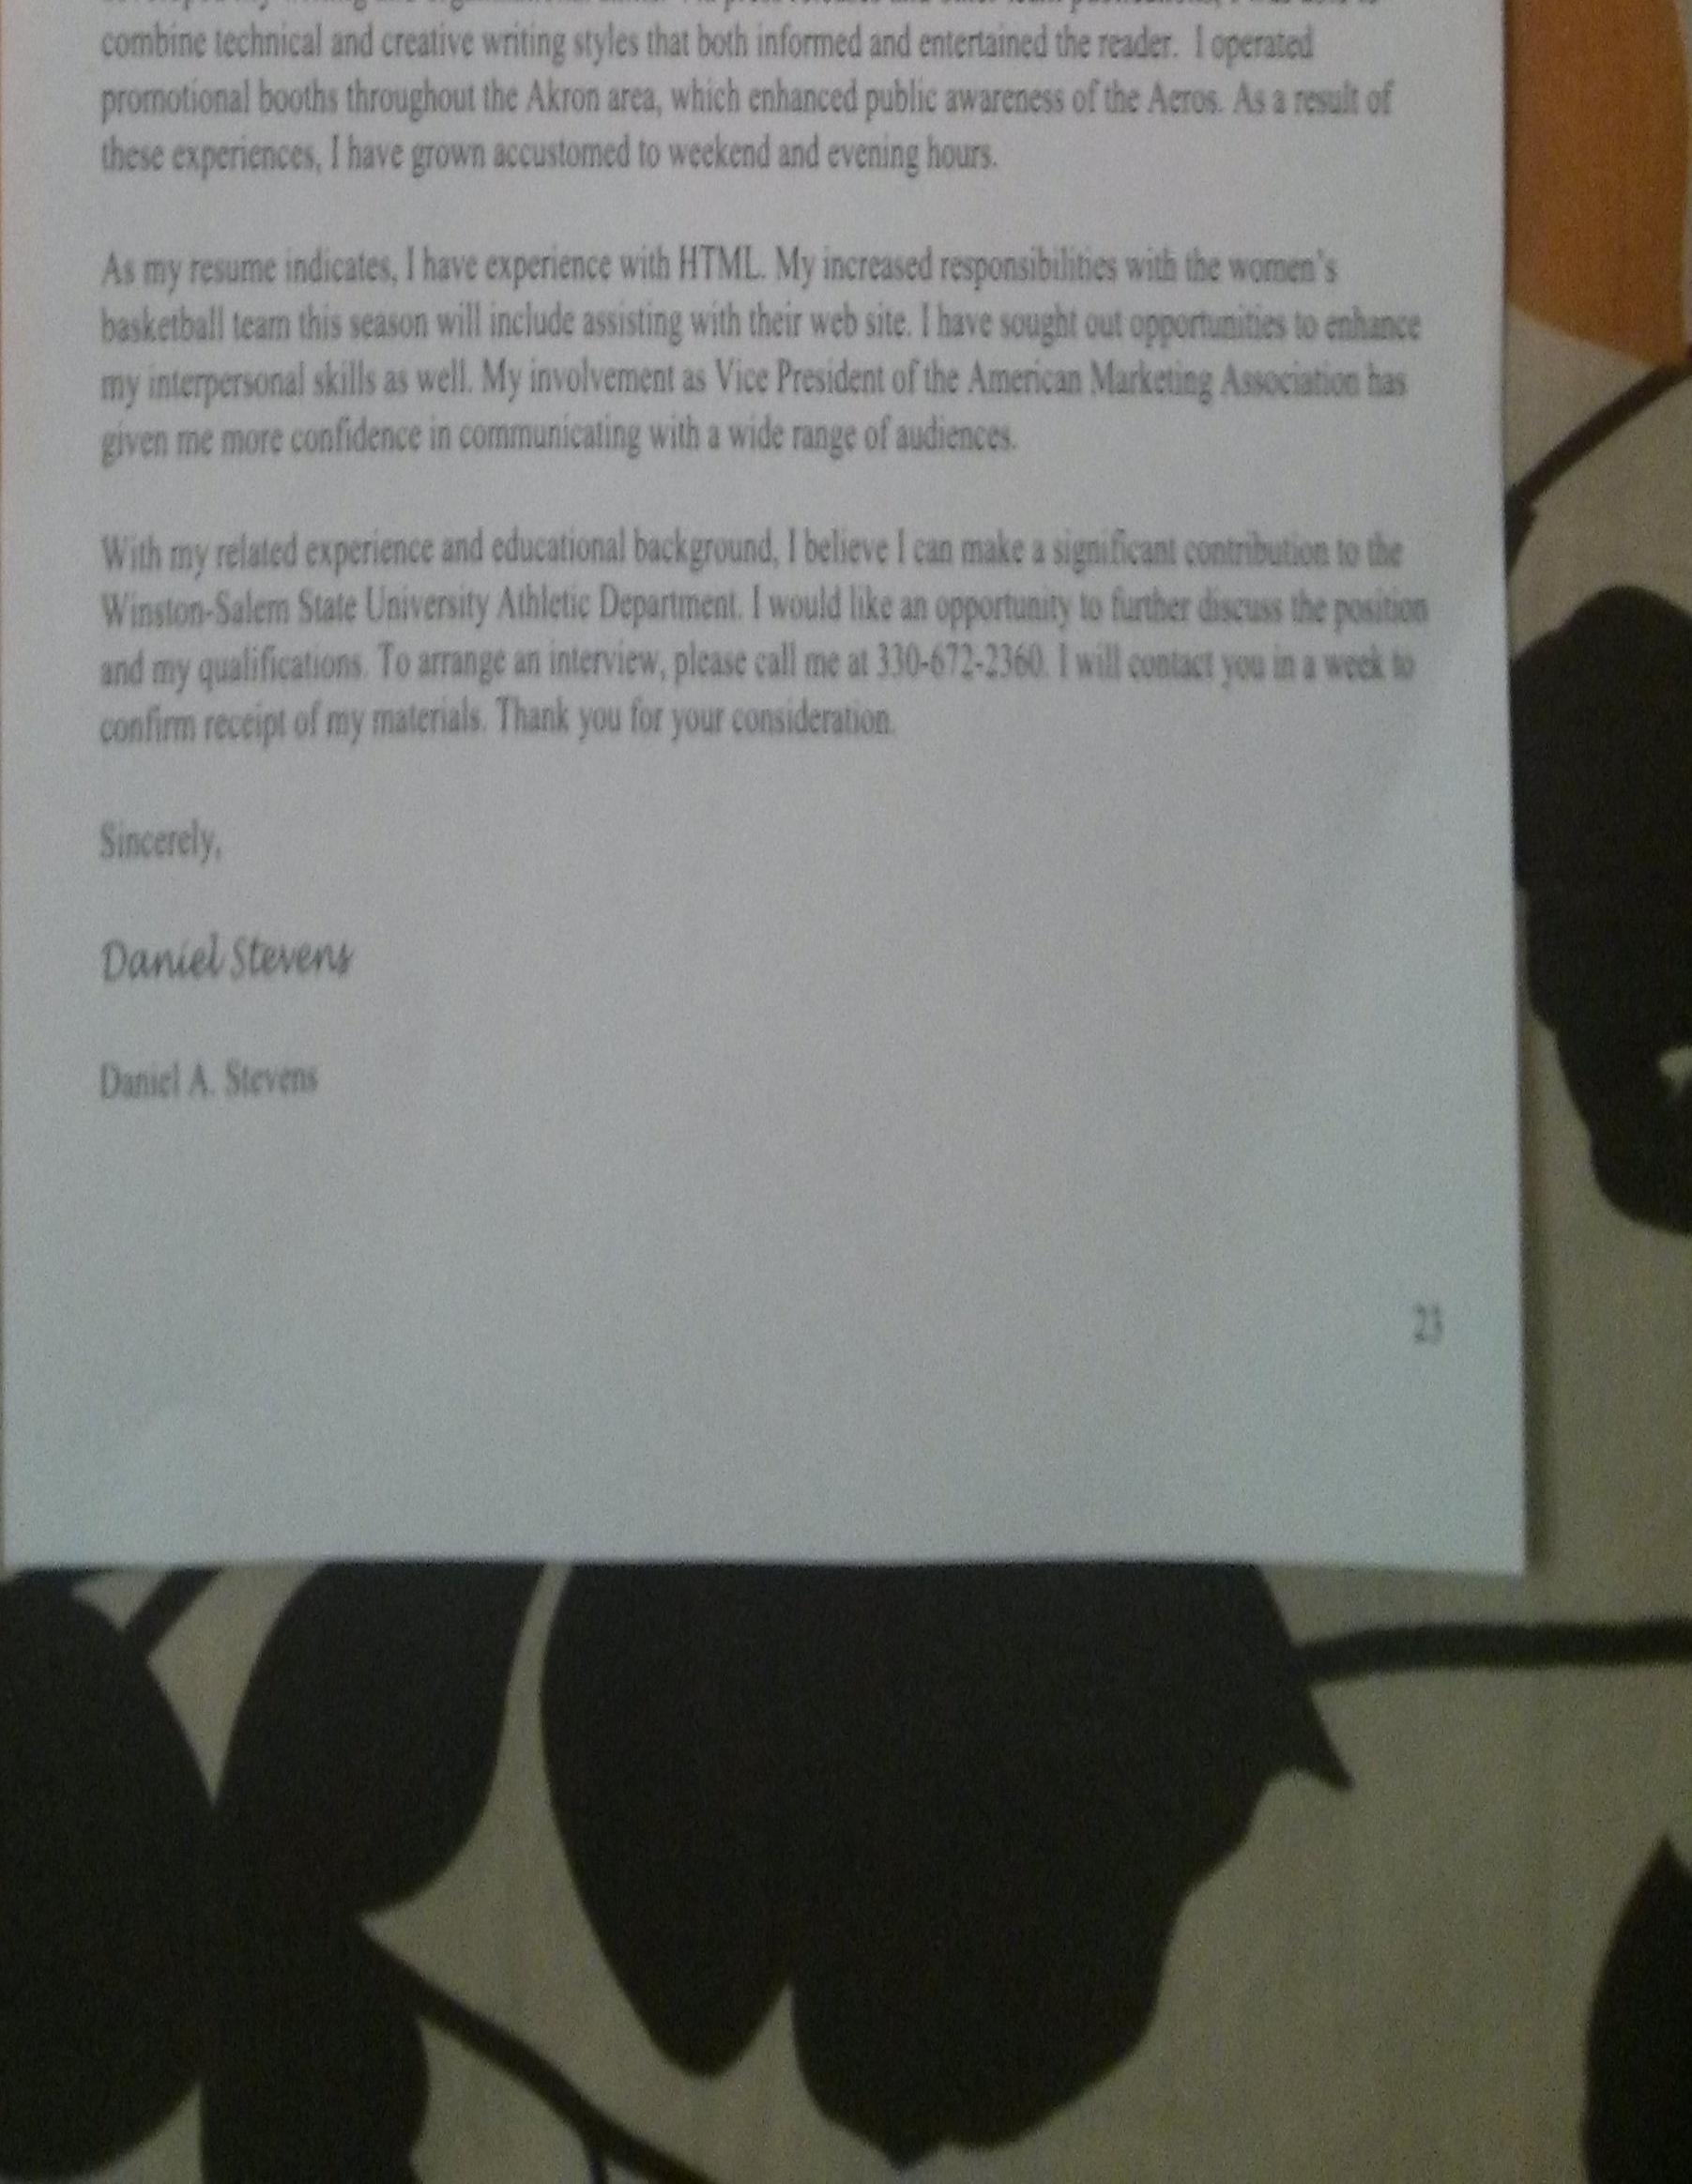 combine technical and creative writing styles that both informed and entertained the reader. I operated
promotional booths throughout the Akron area, which enhanced public awareness of the Aeros. As a result of
these experiences, I have grown accustomed to weekend and evening hours.
As my resume indicates, I have experience with HTML. My increased responsibilities with the women's
basketball team this season will include assisting with their web site. I have sought out opportunities to enhance
my interpersonal skills as well. My involvement as Vice President of the American Marketing Association has
given me more confidence in communicating with a wide range of audiences.
With my related experience and educational background, I believe I can make a significant contribution to the
Winston-Salem State University Athletic Department. I would like an opportunity to further discuss the position
and my qualifications. To arrange an interview, please call me at 330-672-2360. I will contact you in a week to
confirm receipt of my materials. Thank you for your consideration.
Sincerely,
Daniel Stevens
Daniel A. Stevens
23